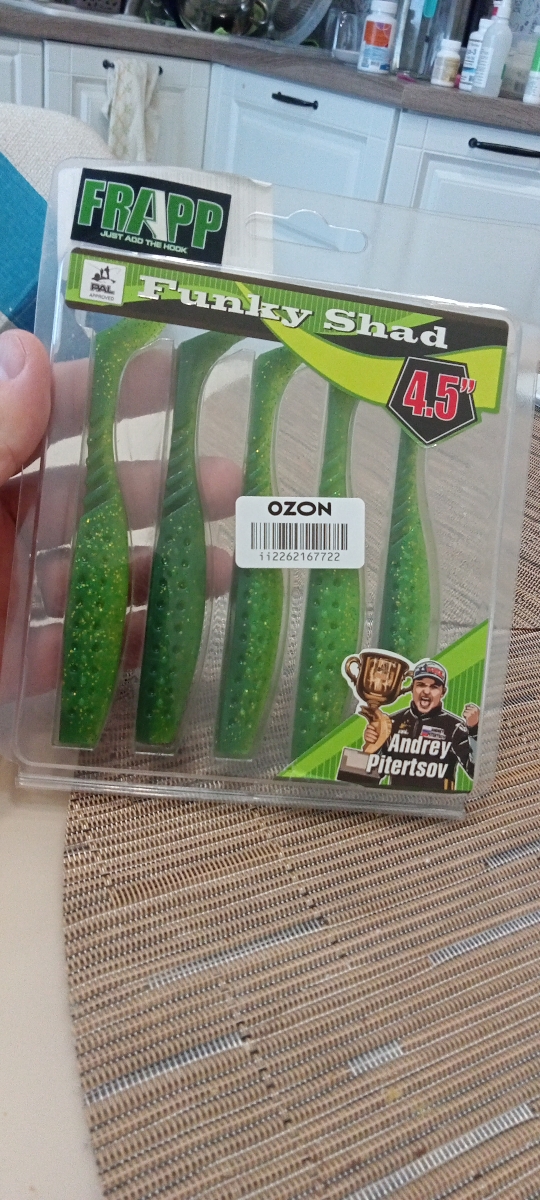 FRAPP
JUST ADD THE HOOK
PAL
APPROVED
Funky Shad
4.5"
OZON
ii2262167722
Andrey
Pitertsov